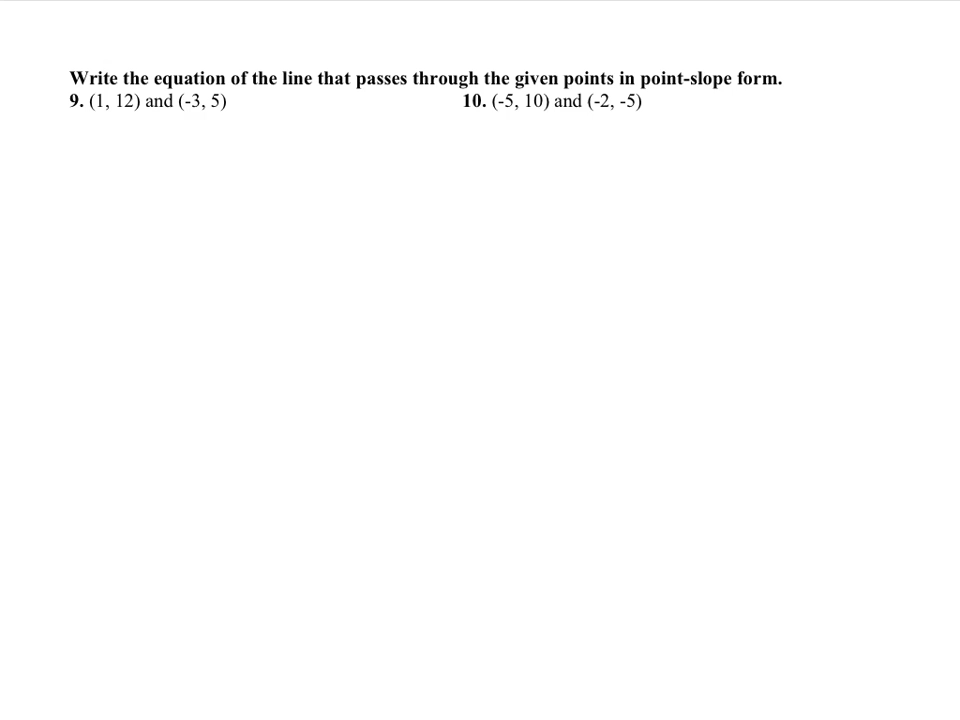 Write the equation of the line that passes through the given points in point-slope form.
9. (1, 12) and (-3, 5) 10. (-5, 10) and (-2, -5)